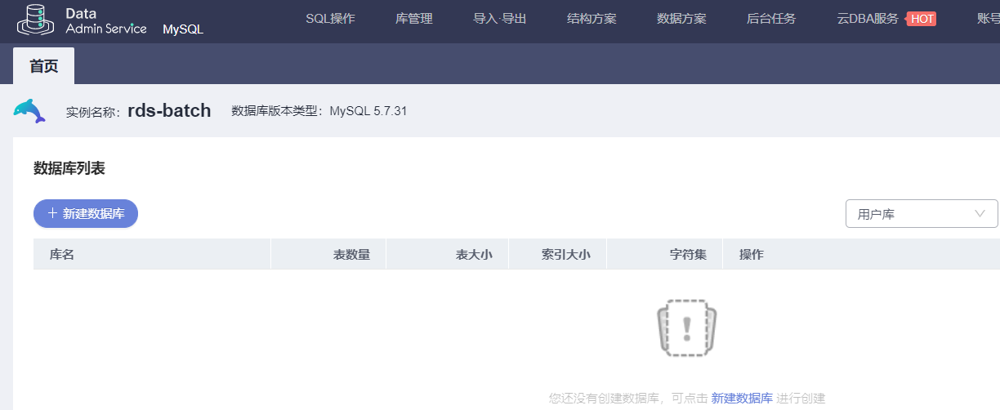 Data
Admin Service MySQL SQL操作 库管理 导入·导出 结构方案 数据方案 后台任务 云DBA服务 HOT 账号
首页
实例名称： rds-batch 数据库版本类型：MySQL 5.7.31
数据库列表
+ 新建数据库 用户库
库名 表数量 表大小 索引大小 字符集 操作
您还没有创建数据库，可点击 新建数据库 进行创建